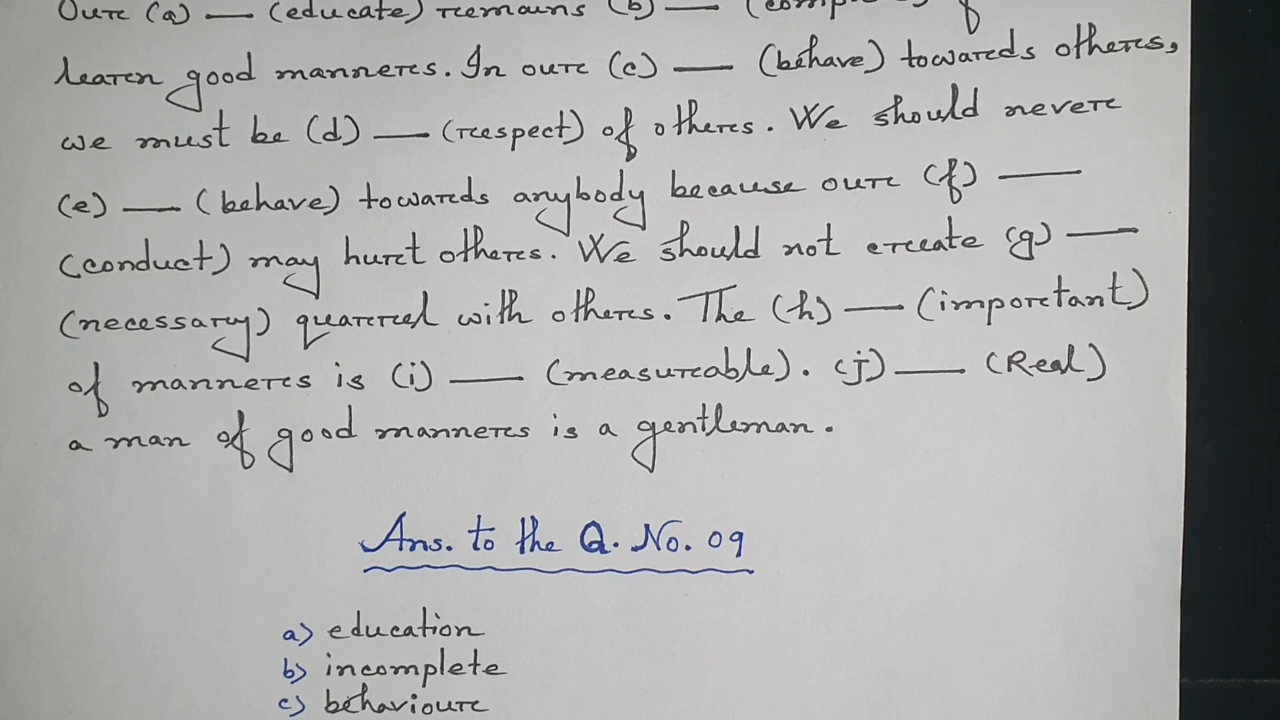 Our (a) — (educate) remains (b) —
learn good manners. In our (c) — (behave) towards others,
we must be (d) — (respect) of others. We should never
(e) — (behave) towards anybody because our (f) —
(conduct) may hurt others. We should not create (g) —
(necessary) quarrel with others. The (h) — (important)
of manners is (i) — (measureable). (j) — (Real)
a man of good manners is a gentleman.
Ans. to the Q. No. 09
a) education
b) incomplete
c) behaviour